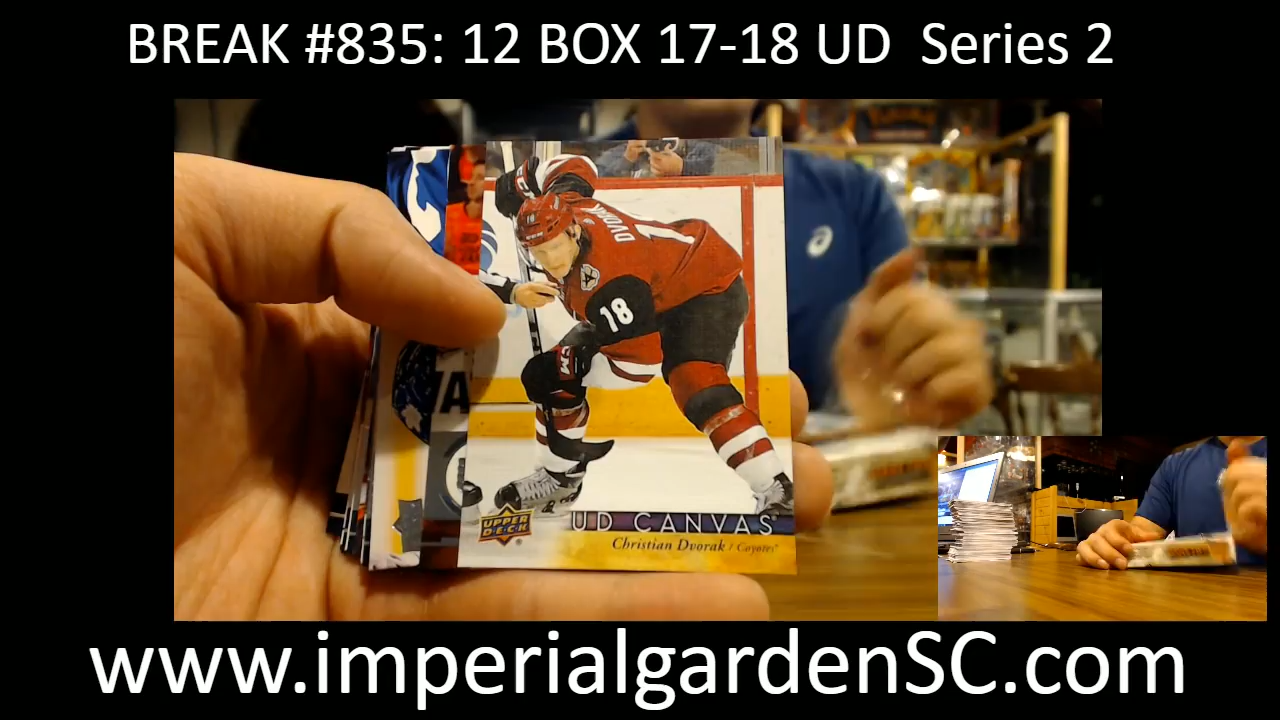 BREAK #835: 12 BOX 17-18 UD Series 2
DVORAK
18
18
CCM
A
UPPER
DECK
UD CANVAS
Christian Dvorak / Coyotes
www.imperialgardenSC.com